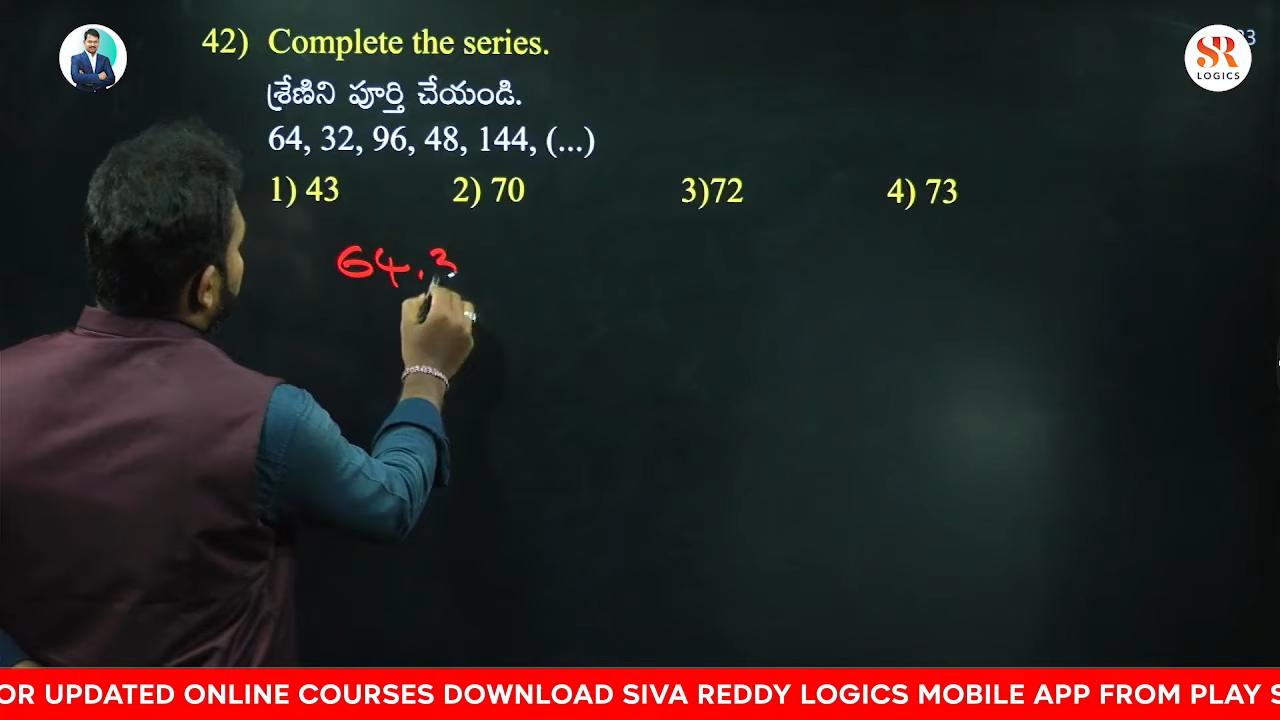 42) Complete the series.
శ్రేణిని పూర్తి చేయండి.
64, 32, 96, 48, 144, (...)
1) 43 2) 70 3)72 4) 73
64,3
SR
LOGICS
OR UPDATED ONLINE COURSES DOWNLOAD SIVA REDDY LOGICS MOBILE APP FROM PLAY S